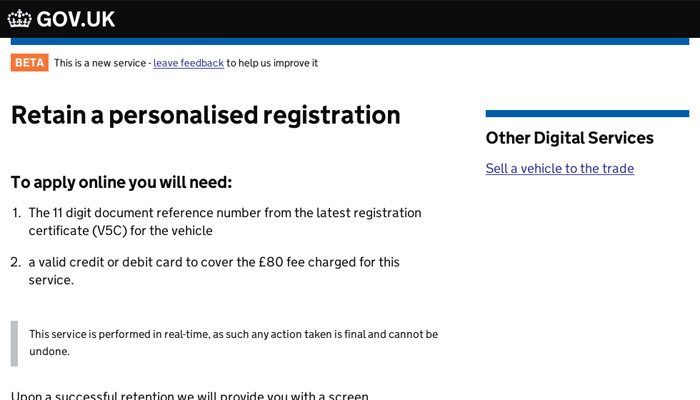 GOV.UK
BETA This is a new service - leave feedback to help us improve it
Retain a personalised registration
To apply online you will need:
1. The 11 digit document reference number from the latest registration
certificate (V5C) for the vehicle
2. a valid credit or debit card to cover the £80 fee charged for this
service.
This service is performed in real-time, as such any action taken is final and cannot be
undone.
Upon a successful retention we will provide you with a screen
Other Digital Services
Sell a vehicle to the trade